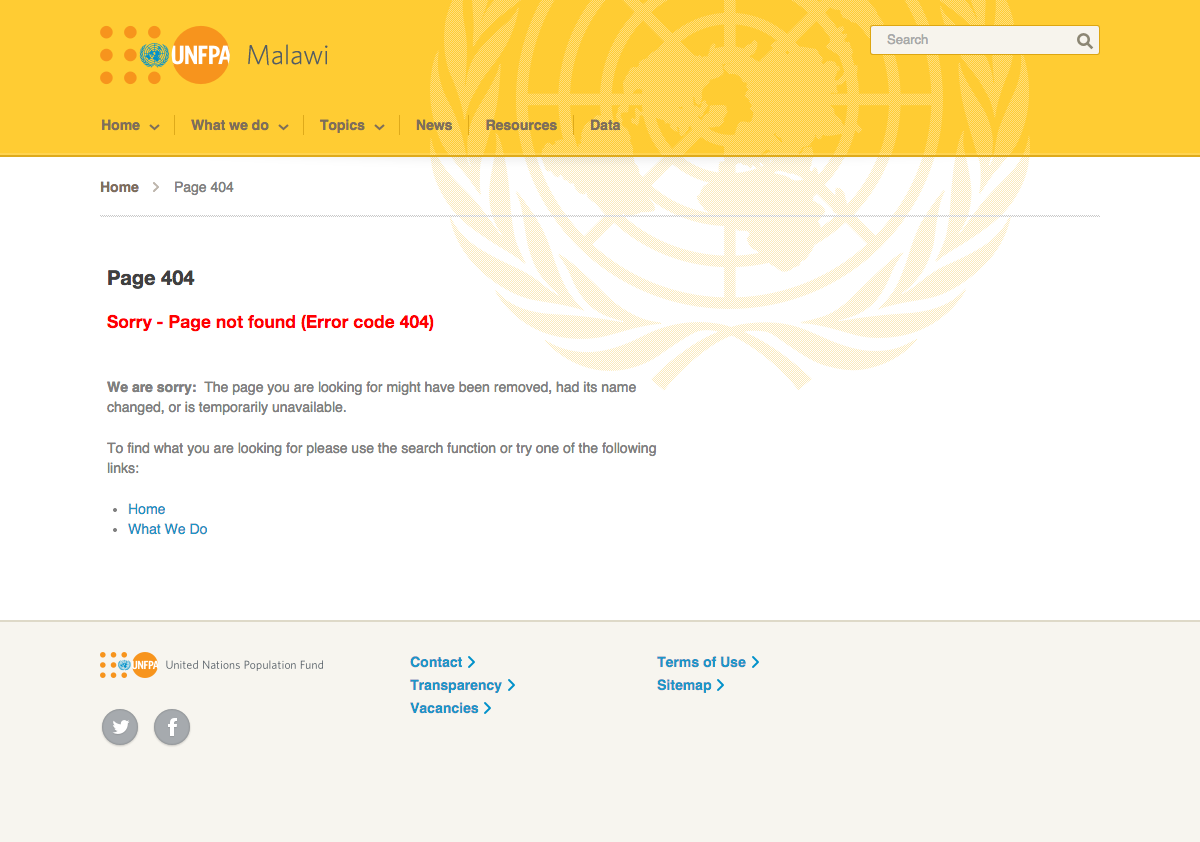 UNFPA Malawi
Search
Home What we do Topics News Resources Data
Home Page 404
Page 404
Sorry - Page not found (Error code 404)
We are sorry: The page you are looking for might have been removed, had its name
changed, or is temporarily unavailable.
To find what you are looking for please use the search function or try one of the following
links:
• Home
• What We Do
UNFPA United Nations Population Fund
Contact
Transparency
Vacancies
Terms of Use
Sitemap